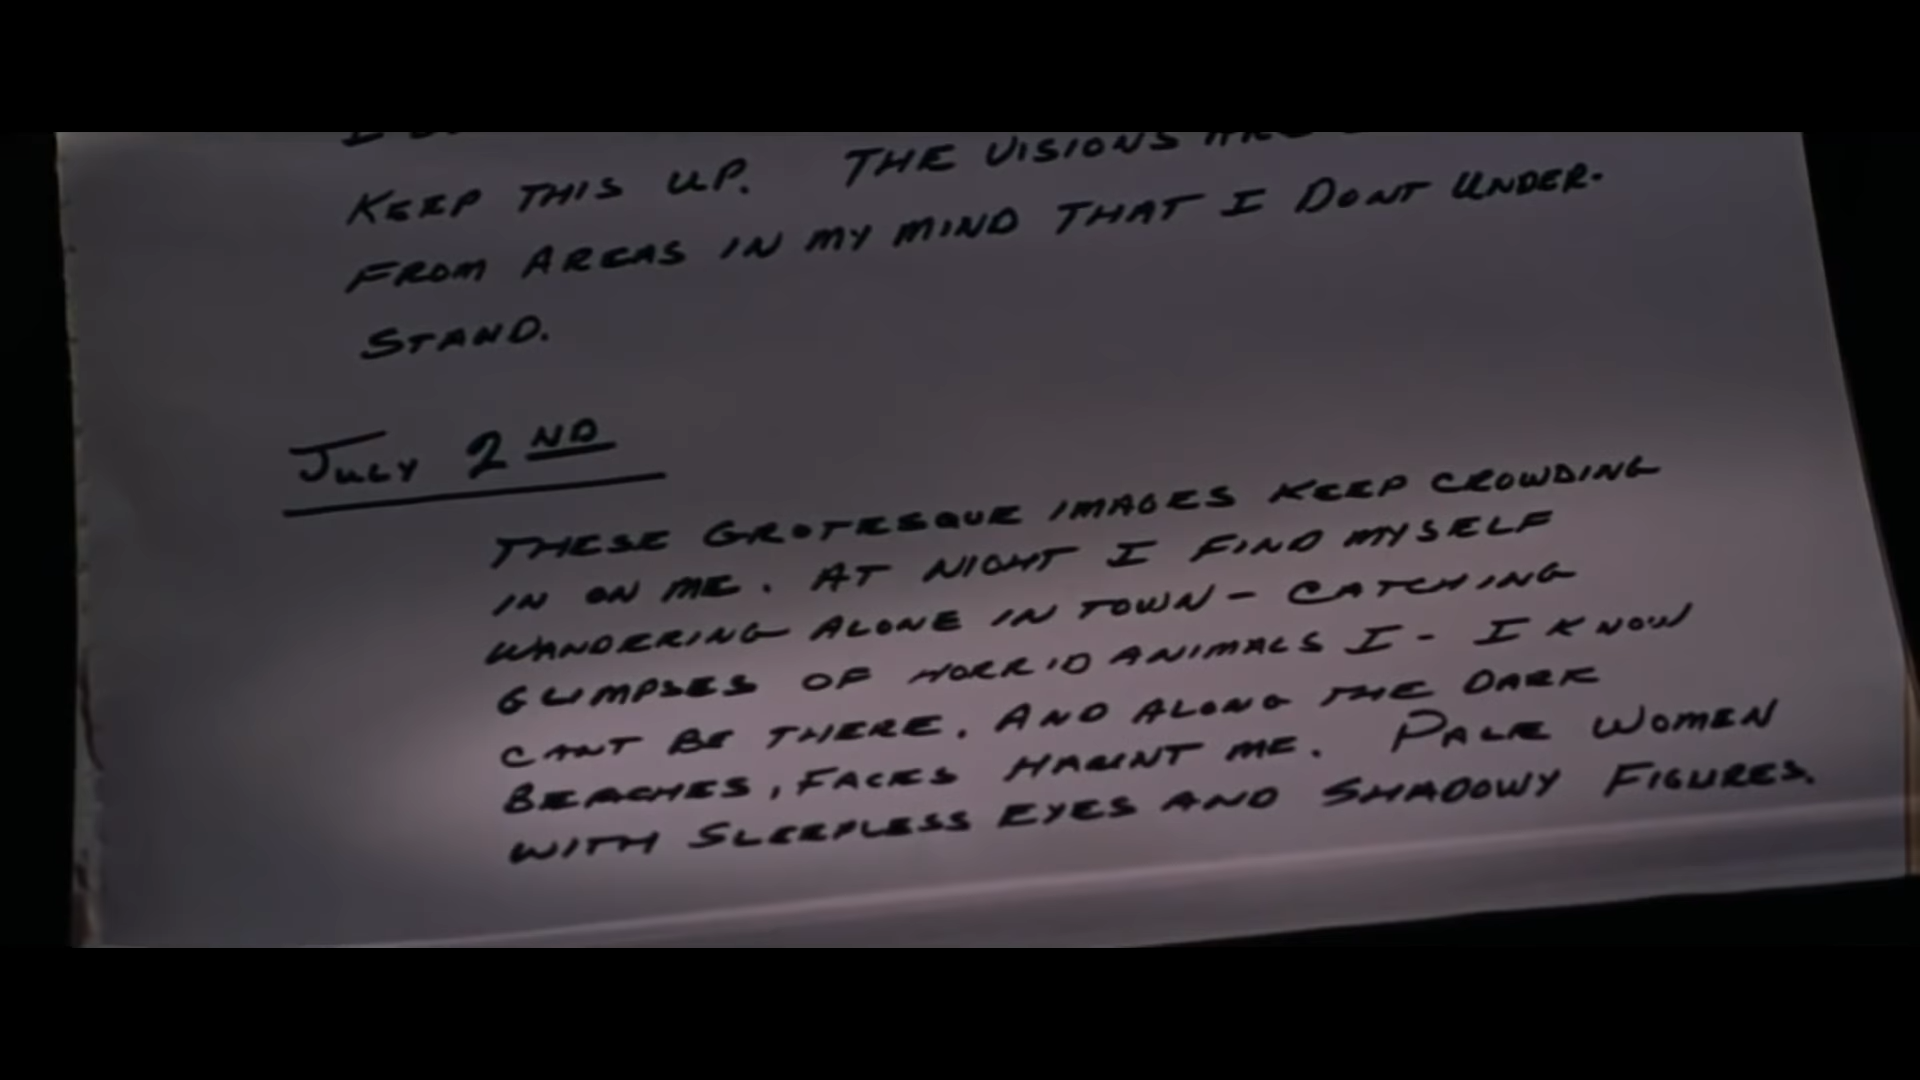 KEEP THIS UP. THE VISIONS ARE
FROM AREAS IN MY MIND THAT I DONT UNDER-
STAND.
JULY 2ND
THESE GROTESQUE IMAGES KEEP CROWDING
IN ON ME. AT NIGHT I FIND MYSELF
WANDERING ALONE IN TOWN - CATCHING
GLIMPSES OF HORRID ANIMALS I - I KNOW
CANT BE THERE. AND ALONG THE DARK
BEACHES, FACES HAUNT ME. PALE WOMEN
WITH SLEEPLESS EYES AND SHADOWY FIGURES.